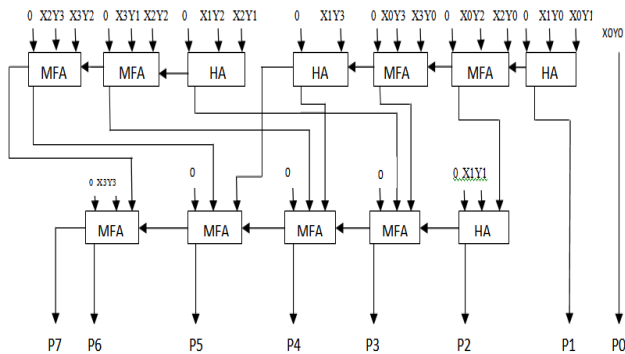 0 X2Y3 X3Y2 0 X3Y1 X2Y2 0 X1Y2 X2Y1 0 X1Y3 0 X0Y3 X3Y0 0 X0Y2 X2Y0 0 X1Y0 X0Y1 X0Y0
MFA MFA HA HA MFA MFA HA
0 X3Y3 0 0 0 0 X1Y1
MFA MFA MFA MFA HA
P7 P6 P5 P4 P3 P2 P1 P0